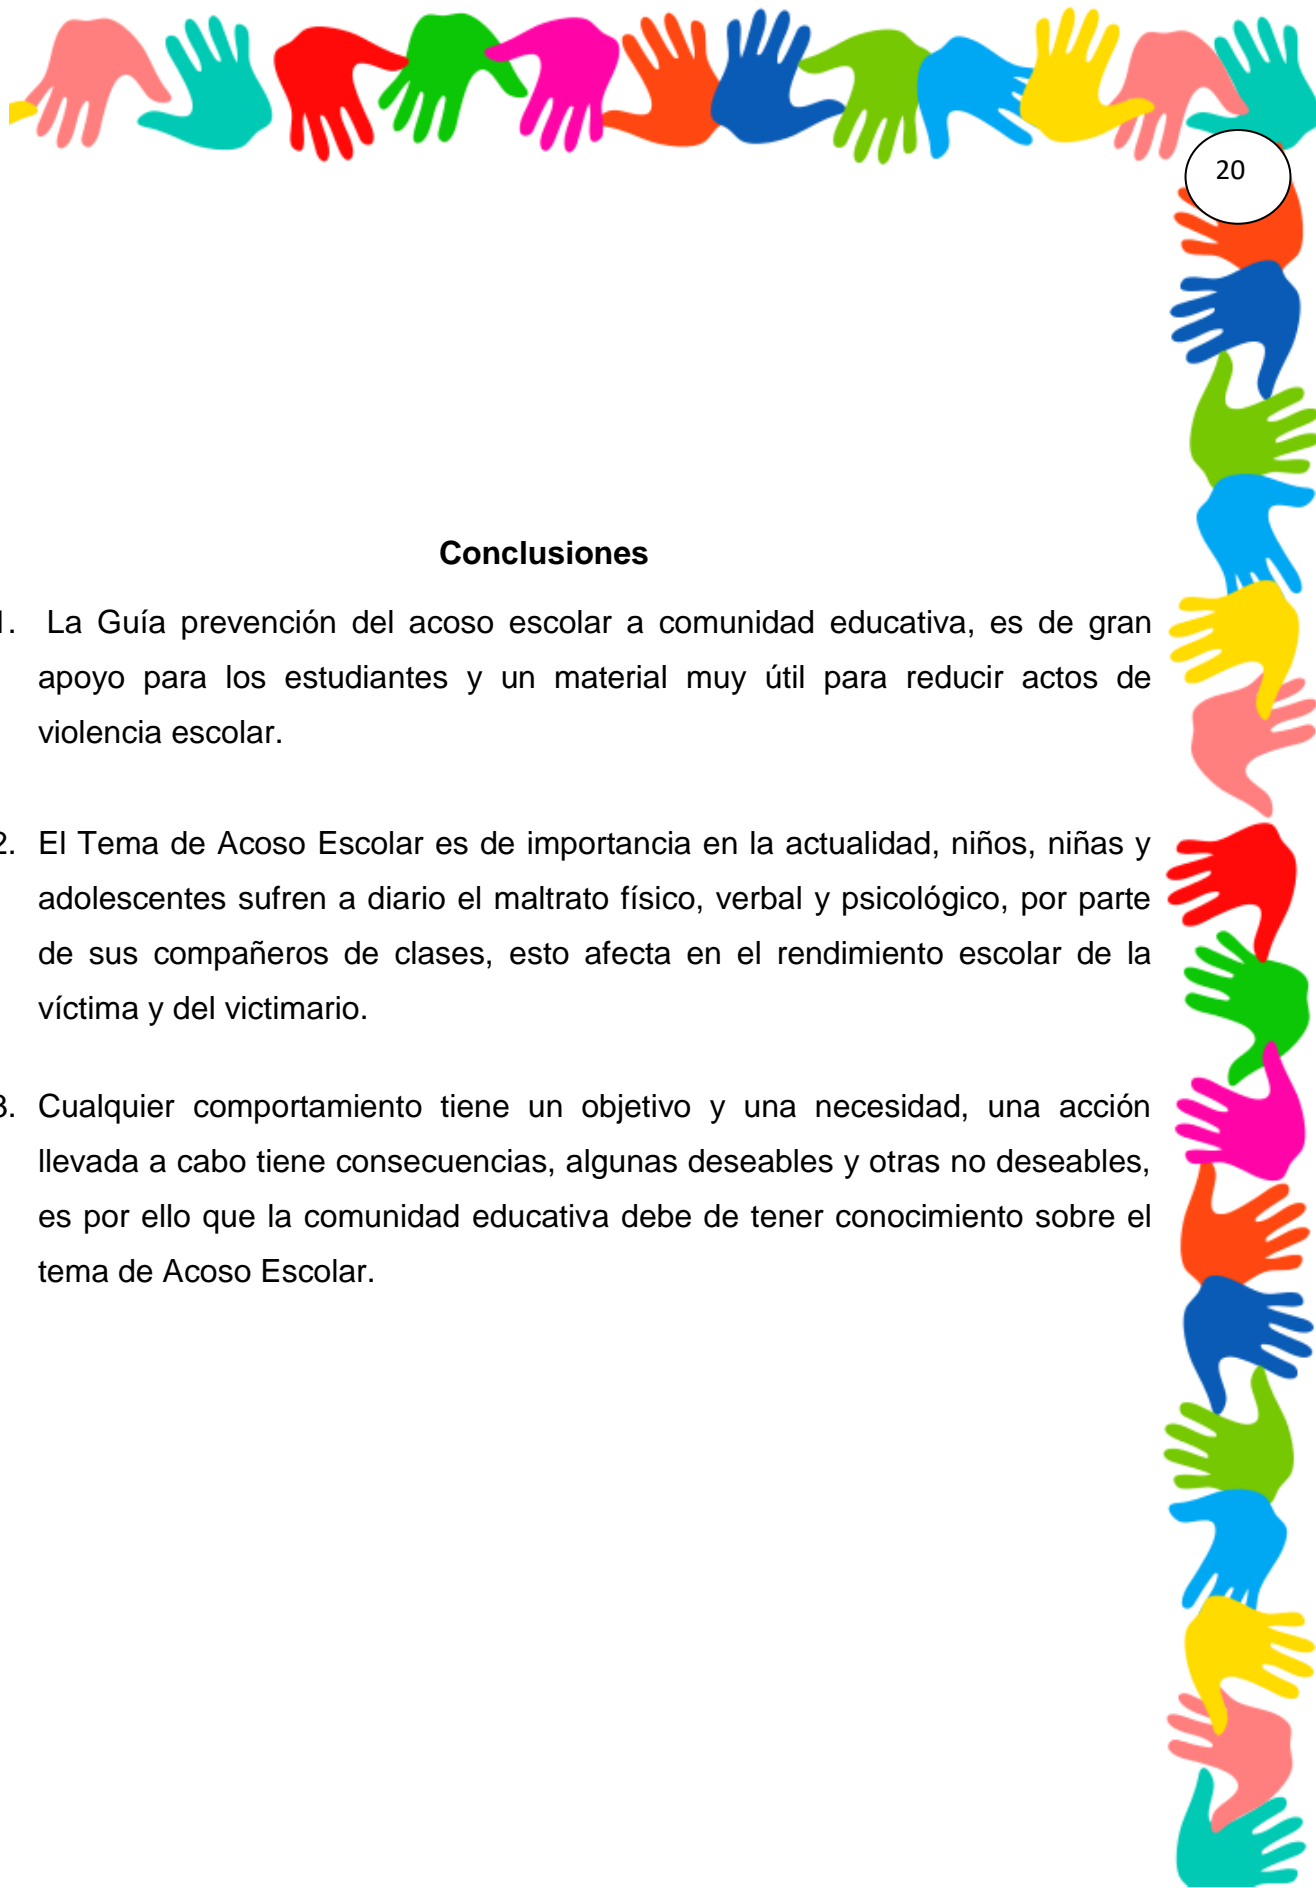 20
Conclusiones
1. La Guía prevención del acoso escolar a comunidad educativa, es de gran
apoyo para los estudiantes y un material muy útil para reducir actos de
violencia escolar.
2. El Tema de Acoso Escolar es de importancia en la actualidad, niños, niñas y
adolescentes sufren a diario el maltrato físico, verbal y psicológico, por parte
de sus compañeros de clases, esto afecta en el rendimiento escolar de la
víctima y del victimario.
3. Cualquier comportamiento tiene un objetivo y una necesidad, una acción
llevada a cabo tiene consecuencias, algunas deseables y otras no deseables,
es por ello que la comunidad educativa debe de tener conocimiento sobre el
tema de Acoso Escolar.